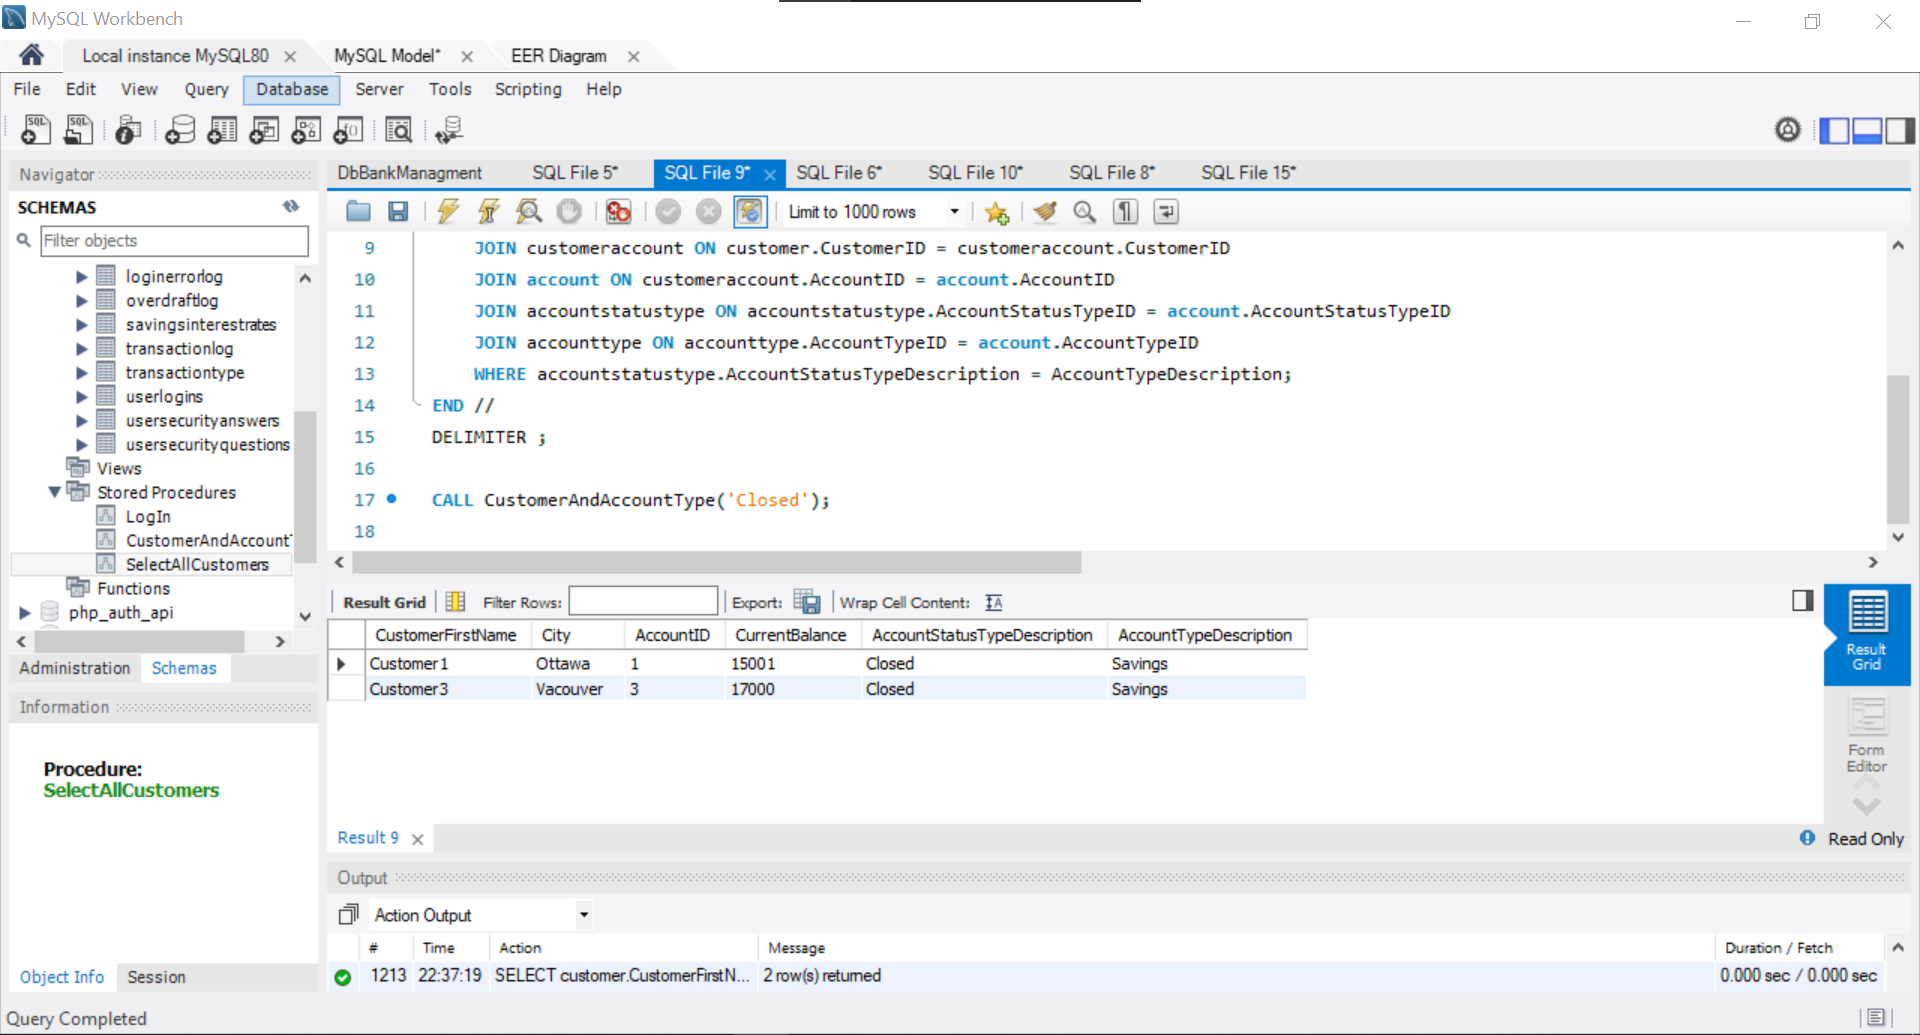 MySQL Workbench
Local instance MySQL80 MySQL Model* EER Diagram
File Edit View Query Database Server Tools Scripting Help
Navigator
SCHEMAS
Filter objects
loginerrorlog
overdraftlog
savingsinterestrates
transactionlog
transactiontype
userlogins
usersecurityanswers
usersecurityquestions
Views
Stored Procedures
LogIn
CustomerAndAccount
SelectAllCustomers
Functions
php_auth_api
Administration Schemas
Information
Procedure:
SelectAllCustomers
Object Info Session
DbBankManagment SQL File 5* SQL File 9* SQL File 6* SQL File 10* SQL File 8* SQL File 15*
Limit to 1000 rows
9 JOIN customeraccount ON customer.CustomerID = customeraccount.CustomerID
10 JOIN account ON customeraccount.AccountID = account.AccountID
11 JOIN accountstatustype ON accountstatustype.AccountStatusTypeID = account.AccountStatusTypeID
12 JOIN accounttype ON accounttype.AccountTypeID = account.AccountTypeID
13 WHERE accountstatustype.AccountStatusTypeDescription = AccountTypeDescription;
14 END //
15 DELIMITER ;
16
17 CALL CustomerAndAccountType('Closed');
18
Result Grid Filter Rows: Export: Wrap Cell Content:
CustomerFirstName City AccountID CurrentBalance AccountStatusTypeDescription AccountTypeDescription
Customer1 Ottawa 1 15001 Closed Savings
Customer3 Vacouver 3 17000 Closed Savings
Result
Grid
Form
Editor
Result 9 Read Only
Output
Action Output
# Time Action Message Duration / Fetch
1213 22:37:19 SELECT customer.CustomerFirstN... 2 row(s) returned 0.000 sec / 0.000 sec
Query Completed